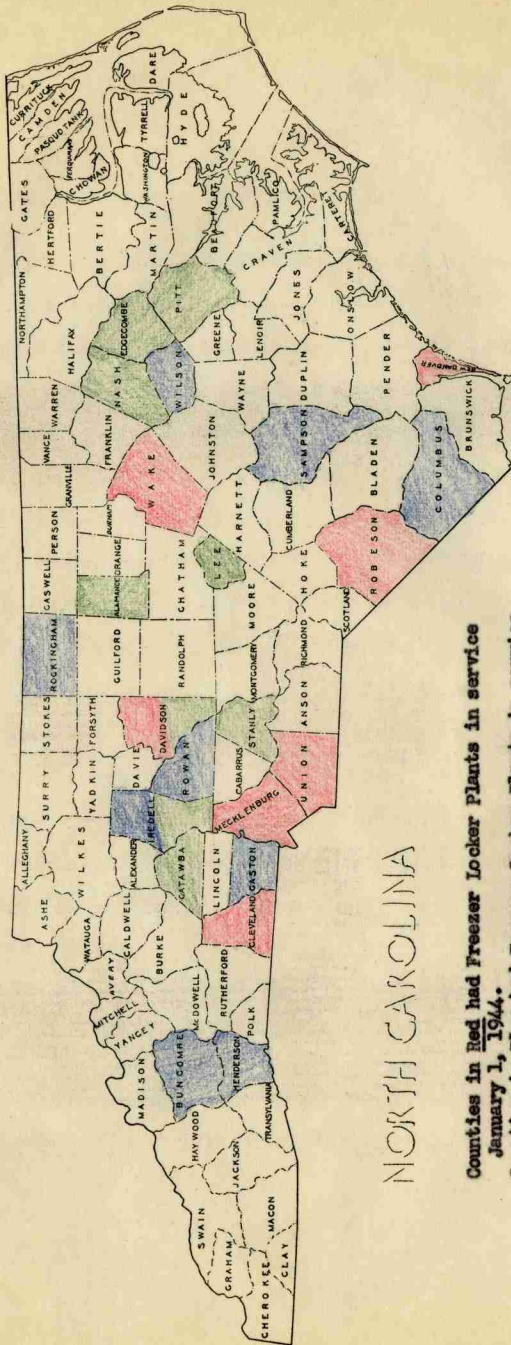 CURRITUCK
CAMDEN
PASQUOTANK
PERQUIMANS
CHOWAN
GATES
HERTFORD
NORTHAMPTON
BERTIE
HALIFAX
WARREN
VANCE
GRANVILLE
PERSON
CASWELL
ROCKINGHAM
STOKES
SURRY
ALLEGHANY
ASHE
WILKES
YADKIN
FORSYTH
GUILFORD
ALAMANCE
ORANGE
DURHAM
FRANKLIN
NASH
EDGECOMBE
MARTIN
WASHINGTON
TYRRELL
DARE
HYDE
BEAUFORT
PITT
WILSON
WAKE
JOHNSTON
CHATHAM
RANDOLPH
DAVIDSON
DAVIE
IREDELL
ROWAN
ALEXANDER
CALDWELL
WATAUGA
AVERY
MITCHELL
YANCEY
MADISON
BURKE
McDOWELL
CATAWBA
LINCOLN
GASTON
CLEVELAND
RUTHERFORD
POLK
BUNCOMBE
HENDERSON
TRANSYLVANIA
HAYWOOD
JACKSON
SWAIN
MACON
GRAHAM
CLAY
CHEROKEE
MECKLENBURG
CABARRUS
STANLY
UNION
ANSON
MONTGOMERY
RICHMOND
MOORE
LEE
HARNETT
HOKE
SCOTLAND
CUMBERLAND
ROBESON
BLADEN
SAMPSON
DUPLIN
WAYNE
GREENE
LENOIR
CRAVEN
PAMLICO
CARTERET
JONES
ONSLOW
PENDER
NEW HANOVER
BRUNSWICK
COLUMBUS
NORTH CAROLINA
Counties in Red had Freezer Locker Plants in service
January 1, 1944.